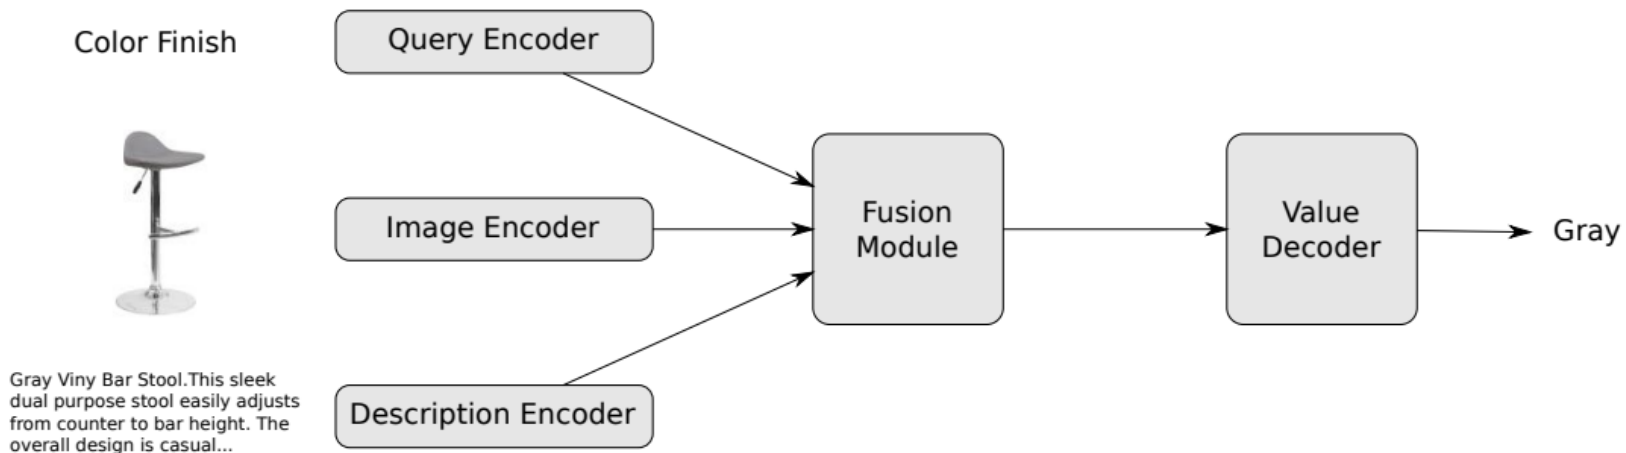 Color Finish
Query Encoder
Image Encoder
Gray Viny Bar Stool.This sleek
dual purpose stool easily adjusts
from counter to bar height. The
overall design is casual...
Description Encoder
Fusion
Module
Value
Decoder
Gray